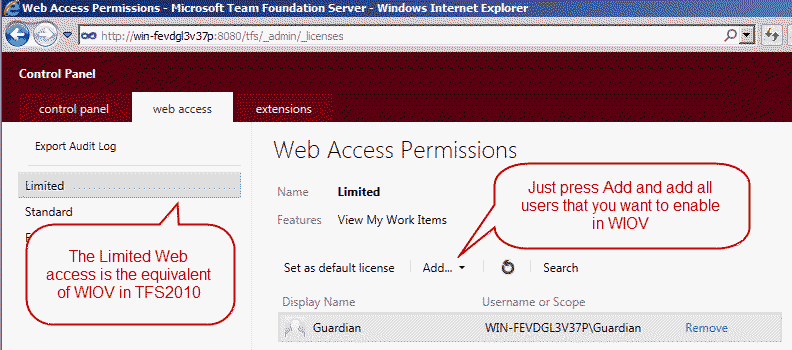 Web Access Permissions - Microsoft Team Foundation Server - Windows Internet Explorer
http://win-fevdgl3v37p:8080/tfs/_admin/_licenses
Control Panel
control panel web access extensions
Export Audit Log
Limited
Standard
The Limited Web
access is the equivalent
of WIOV in TFS2010
Web Access Permissions
Name Limited
Features View My Work Items
Just press Add and add all
users that you want to enable
in WIOV
Set as default license Add... Search
Display Name Username or Scope
Guardian WIN-FEVDGL3V37P\Guardian Remove